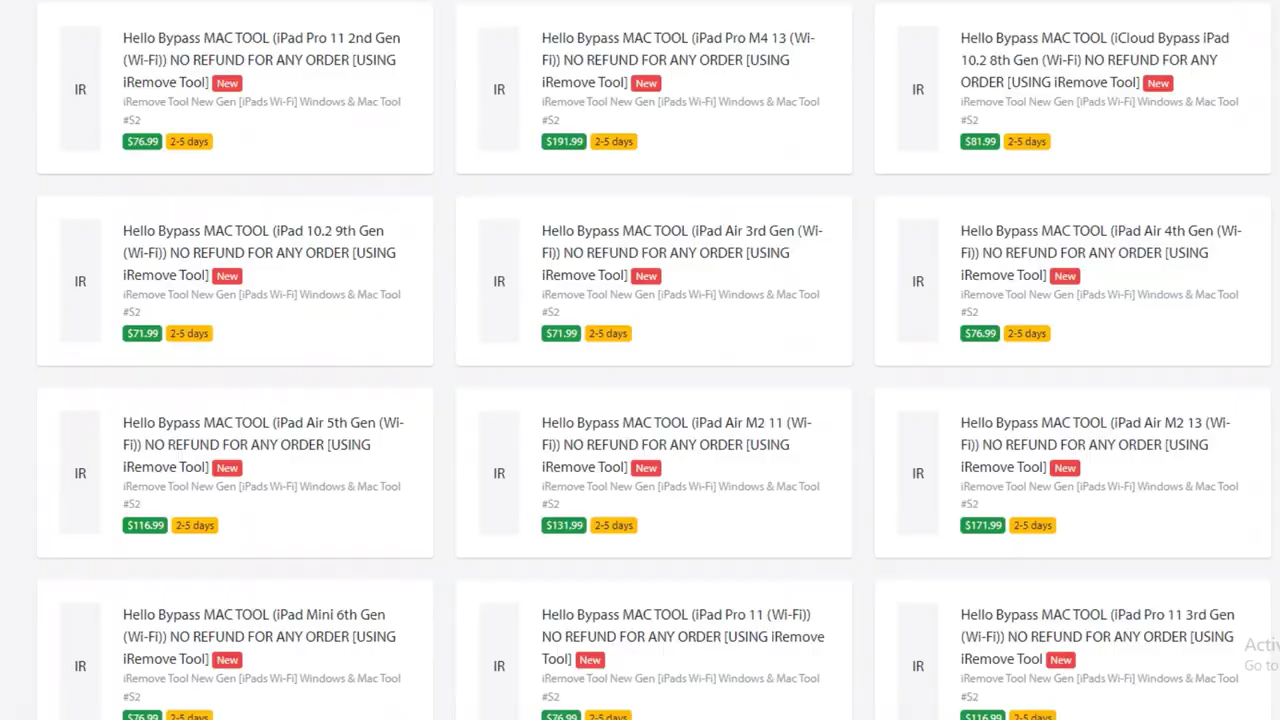 IR
Hello Bypass MAC TOOL (iPad Pro 11 2nd Gen
(Wi-Fi)) NO REFUND FOR ANY ORDER [USING
iRemove Tool] New
iRemove Tool New Gen [iPads Wi-Fi] Windows & Mac Tool
#S2
$76.99 2-5 days
IR
Hello Bypass MAC TOOL (iPad Pro M4 13 (Wi-
Fi)) NO REFUND FOR ANY ORDER [USING
iRemove Tool] New
iRemove Tool New Gen [iPads Wi-Fi] Windows & Mac Tool
#S2
$191.99 2-5 days
IR
Hello Bypass MAC TOOL (iCloud Bypass iPad
10.2 8th Gen (Wi-Fi) NO REFUND FOR ANY
ORDER [USING iRemove Tool] New
iRemove Tool New Gen [iPads Wi-Fi] Windows & Mac Tool
#S2
$81.99 2-5 days
IR
Hello Bypass MAC TOOL (iPad 10.2 9th Gen
(Wi-Fi)) NO REFUND FOR ANY ORDER [USING
iRemove Tool] New
iRemove Tool New Gen [iPads Wi-Fi] Windows & Mac Tool
#S2
$71.99 2-5 days
IR
Hello Bypass MAC TOOL (iPad Air 3rd Gen (Wi-
Fi)) NO REFUND FOR ANY ORDER [USING
iRemove Tool] New
iRemove Tool New Gen [iPads Wi-Fi] Windows & Mac Tool
#S2
$71.99 2-5 days
IR
Hello Bypass MAC TOOL (iPad Air 4th Gen (Wi-
Fi)) NO REFUND FOR ANY ORDER [USING
iRemove Tool] New
iRemove Tool New Gen [iPads Wi-Fi] Windows & Mac Tool
#S2
$76.99 2-5 days
IR
Hello Bypass MAC TOOL (iPad Air 5th Gen (Wi-
Fi)) NO REFUND FOR ANY ORDER [USING
iRemove Tool] New
iRemove Tool New Gen [iPads Wi-Fi] Windows & Mac Tool
#S2
$116.99 2-5 days
IR
Hello Bypass MAC TOOL (iPad Air M2 11 (Wi-
Fi)) NO REFUND FOR ANY ORDER [USING
iRemove Tool] New
iRemove Tool New Gen [iPads Wi-Fi] Windows & Mac Tool
#S2
$131.99 2-5 days
IR
Hello Bypass MAC TOOL (iPad Air M2 13 (Wi-
Fi)) NO REFUND FOR ANY ORDER [USING
iRemove Tool] New
iRemove Tool New Gen [iPads Wi-Fi] Windows & Mac Tool
#S2
$171.99 2-5 days
IR
Hello Bypass MAC TOOL (iPad Mini 6th Gen
(Wi-Fi)) NO REFUND FOR ANY ORDER [USING
iRemove Tool] New
iRemove Tool New Gen [iPads Wi-Fi] Windows & Mac Tool
#S2
$76.99 2-5 days
IR
Hello Bypass MAC TOOL (iPad Pro 11 (Wi-Fi))
NO REFUND FOR ANY ORDER [USING iRemove
Tool] New
iRemove Tool New Gen [iPads Wi-Fi] Windows & Mac Tool
#S2
$76.99 2-5 days
IR
Hello Bypass MAC TOOL (iPad Pro 11 3rd Gen
(Wi-Fi)) NO REFUND FOR ANY ORDER [USING
iRemove Tool New
iRemove Tool New Gen [iPads Wi-Fi] Windows & Mac Tool
#S2
$116.99 2-5 days
Activ
Go to